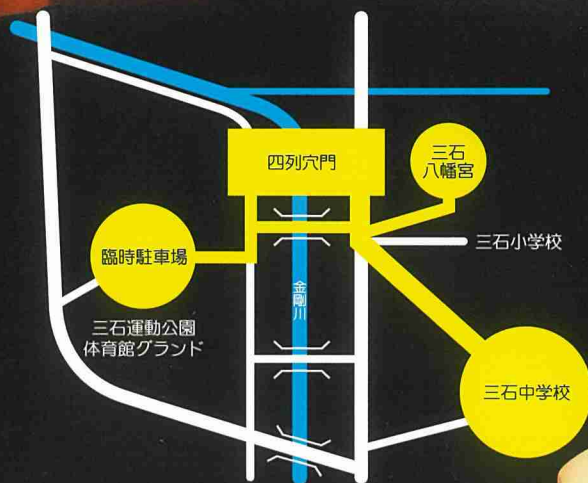 四列穴門
三石
八幡宮
三石小学校
臨時駐車場
金剛川
三石運動公園
体育館グランド
三石中学校